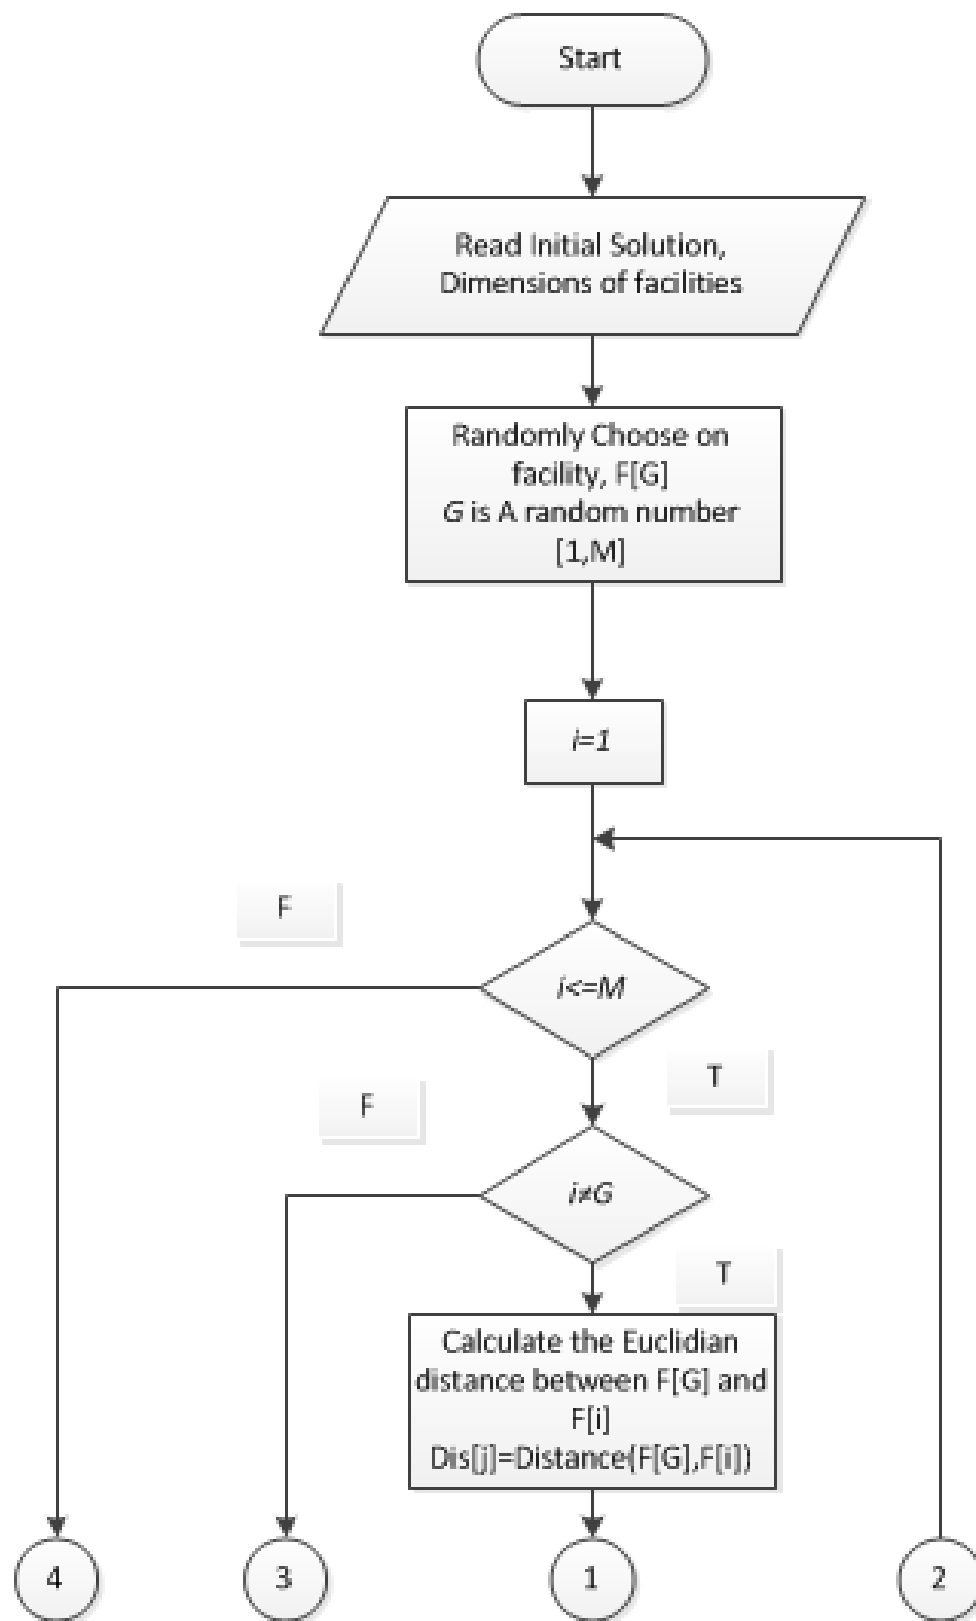 Start
Read Initial Solution,
Dimensions of facilities
Randomly Choose on
facility, F[G]
G is A random number
[1,M]
i=1
F
i<=M
T
F
i≠G
T
Calculate the Euclidian
distance between F[G] and
F[i]
Dis[j]=Distance(F[G],F[i])
4
3
1
2